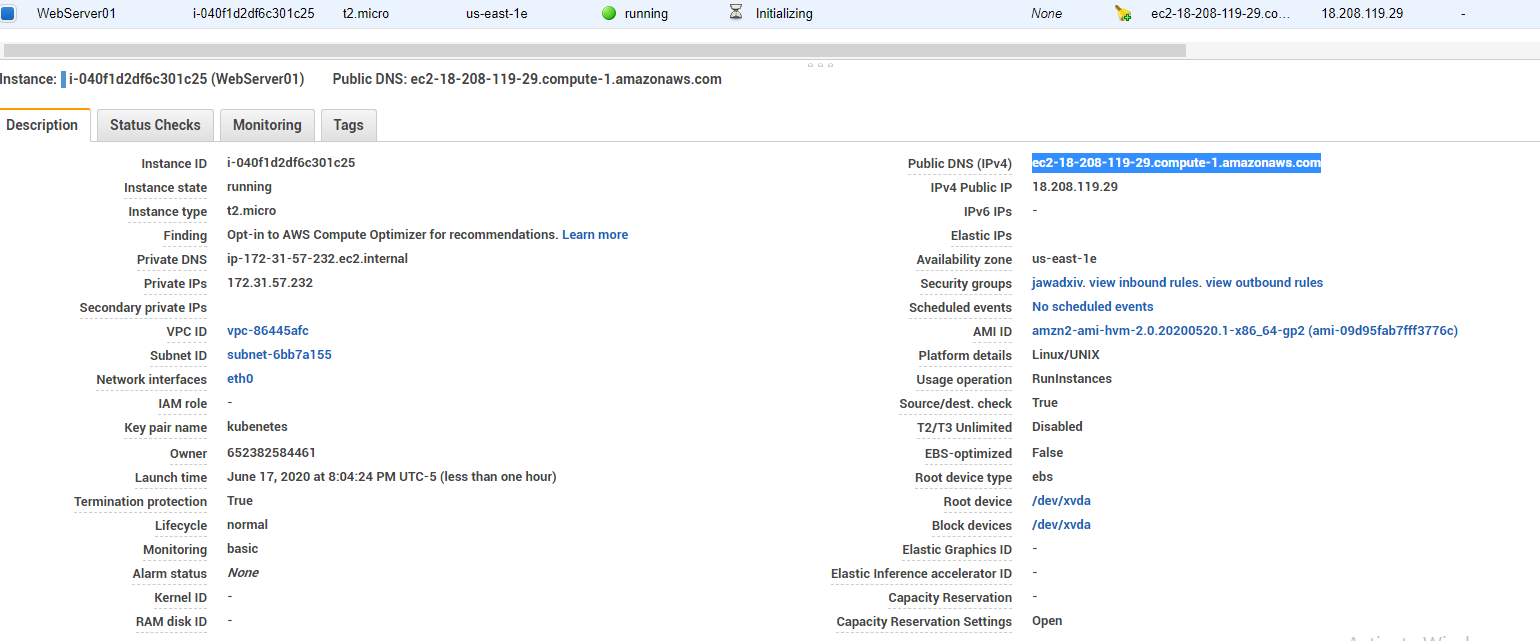 WebServer01 i-040f1d2df6c301c25 t2.micro us-east-1e running Initializing None ec2-18-208-119-29.co... 18.208.119.29 -
Instance: i-040f1d2df6c301c25 (WebServer01) Public DNS: ec2-18-208-119-29.compute-1.amazonaws.com
Description Status Checks Monitoring Tags
Instance ID i-040f1d2df6c301c25 Public DNS (IPv4) ec2-18-208-119-29.compute-1.amazonaws.com
Instance state running IPv4 Public IP 18.208.119.29
Instance type t2.micro IPv6 IPs -
Finding Opt-in to AWS Compute Optimizer for recommendations. Learn more Elastic IPs
Private DNS ip-172-31-57-232.ec2.internal Availability zone us-east-1e
Private IPs 172.31.57.232 Security groups jawadxiv. view inbound rules. view outbound rules
Secondary private IPs Scheduled events No scheduled events
VPC ID vpc-86445afc AMI ID amzn2-ami-hvm-2.0.20200520.1-x86_64-gp2 (ami-09d95fab7fff3776c)
Subnet ID subnet-6bb7a155 Platform details Linux/UNIX
Network interfaces eth0 Usage operation RunInstances
IAM role - Source/dest. check True
Key pair name kubenetes T2/T3 Unlimited Disabled
Owner 652382584461 EBS-optimized False
Launch time June 17, 2020 at 8:04:24 PM UTC-5 (less than one hour) Root device type ebs
Termination protection True Root device /dev/xvda
Lifecycle normal Block devices /dev/xvda
Monitoring basic Elastic Graphics ID -
Alarm status None Elastic Inference accelerator ID -
Kernel ID - Capacity Reservation -
RAM disk ID - Capacity Reservation Settings Open